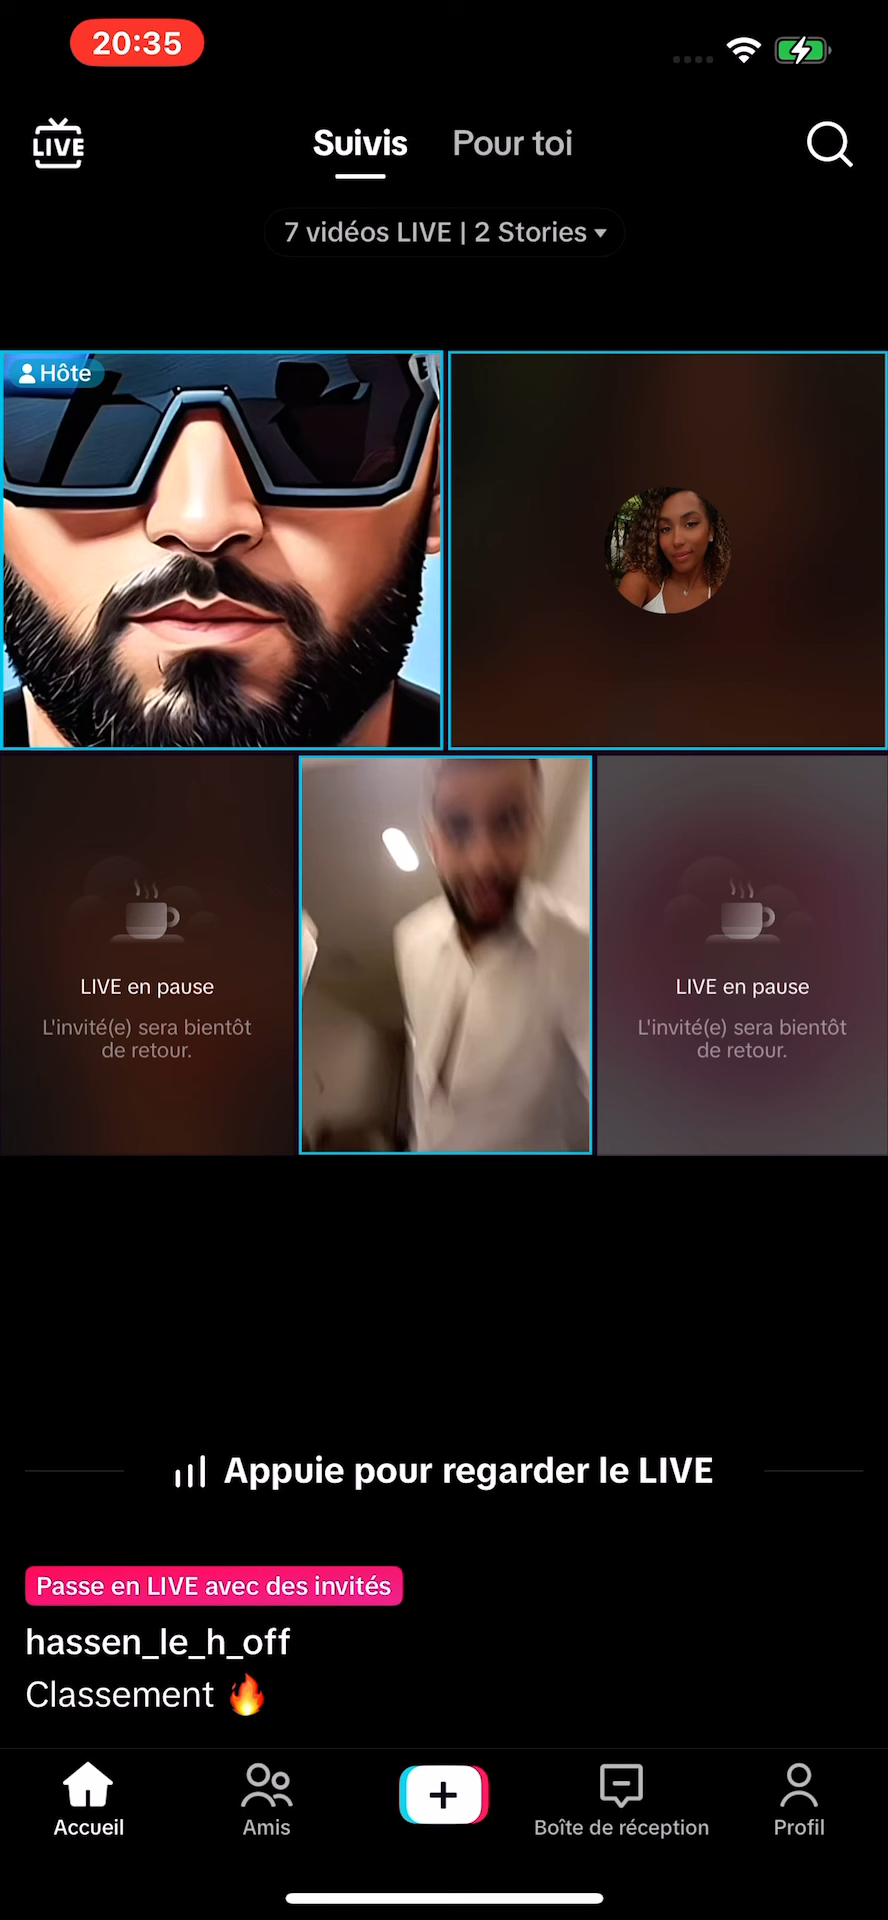 20:35
LIVE
Suivis
Pour toi
7 vidéos LIVE | 2 Stories
Hôte
LIVE en pause
L'invité(e) sera bientôt
de retour.
LIVE en pause
L'invité(e) sera bientôt
de retour.
Appuie pour regarder le LIVE
Passe en LIVE avec des invités
hassen_le_h_off
Classement 🔥
Accueil
Amis
Boîte de réception
Profil